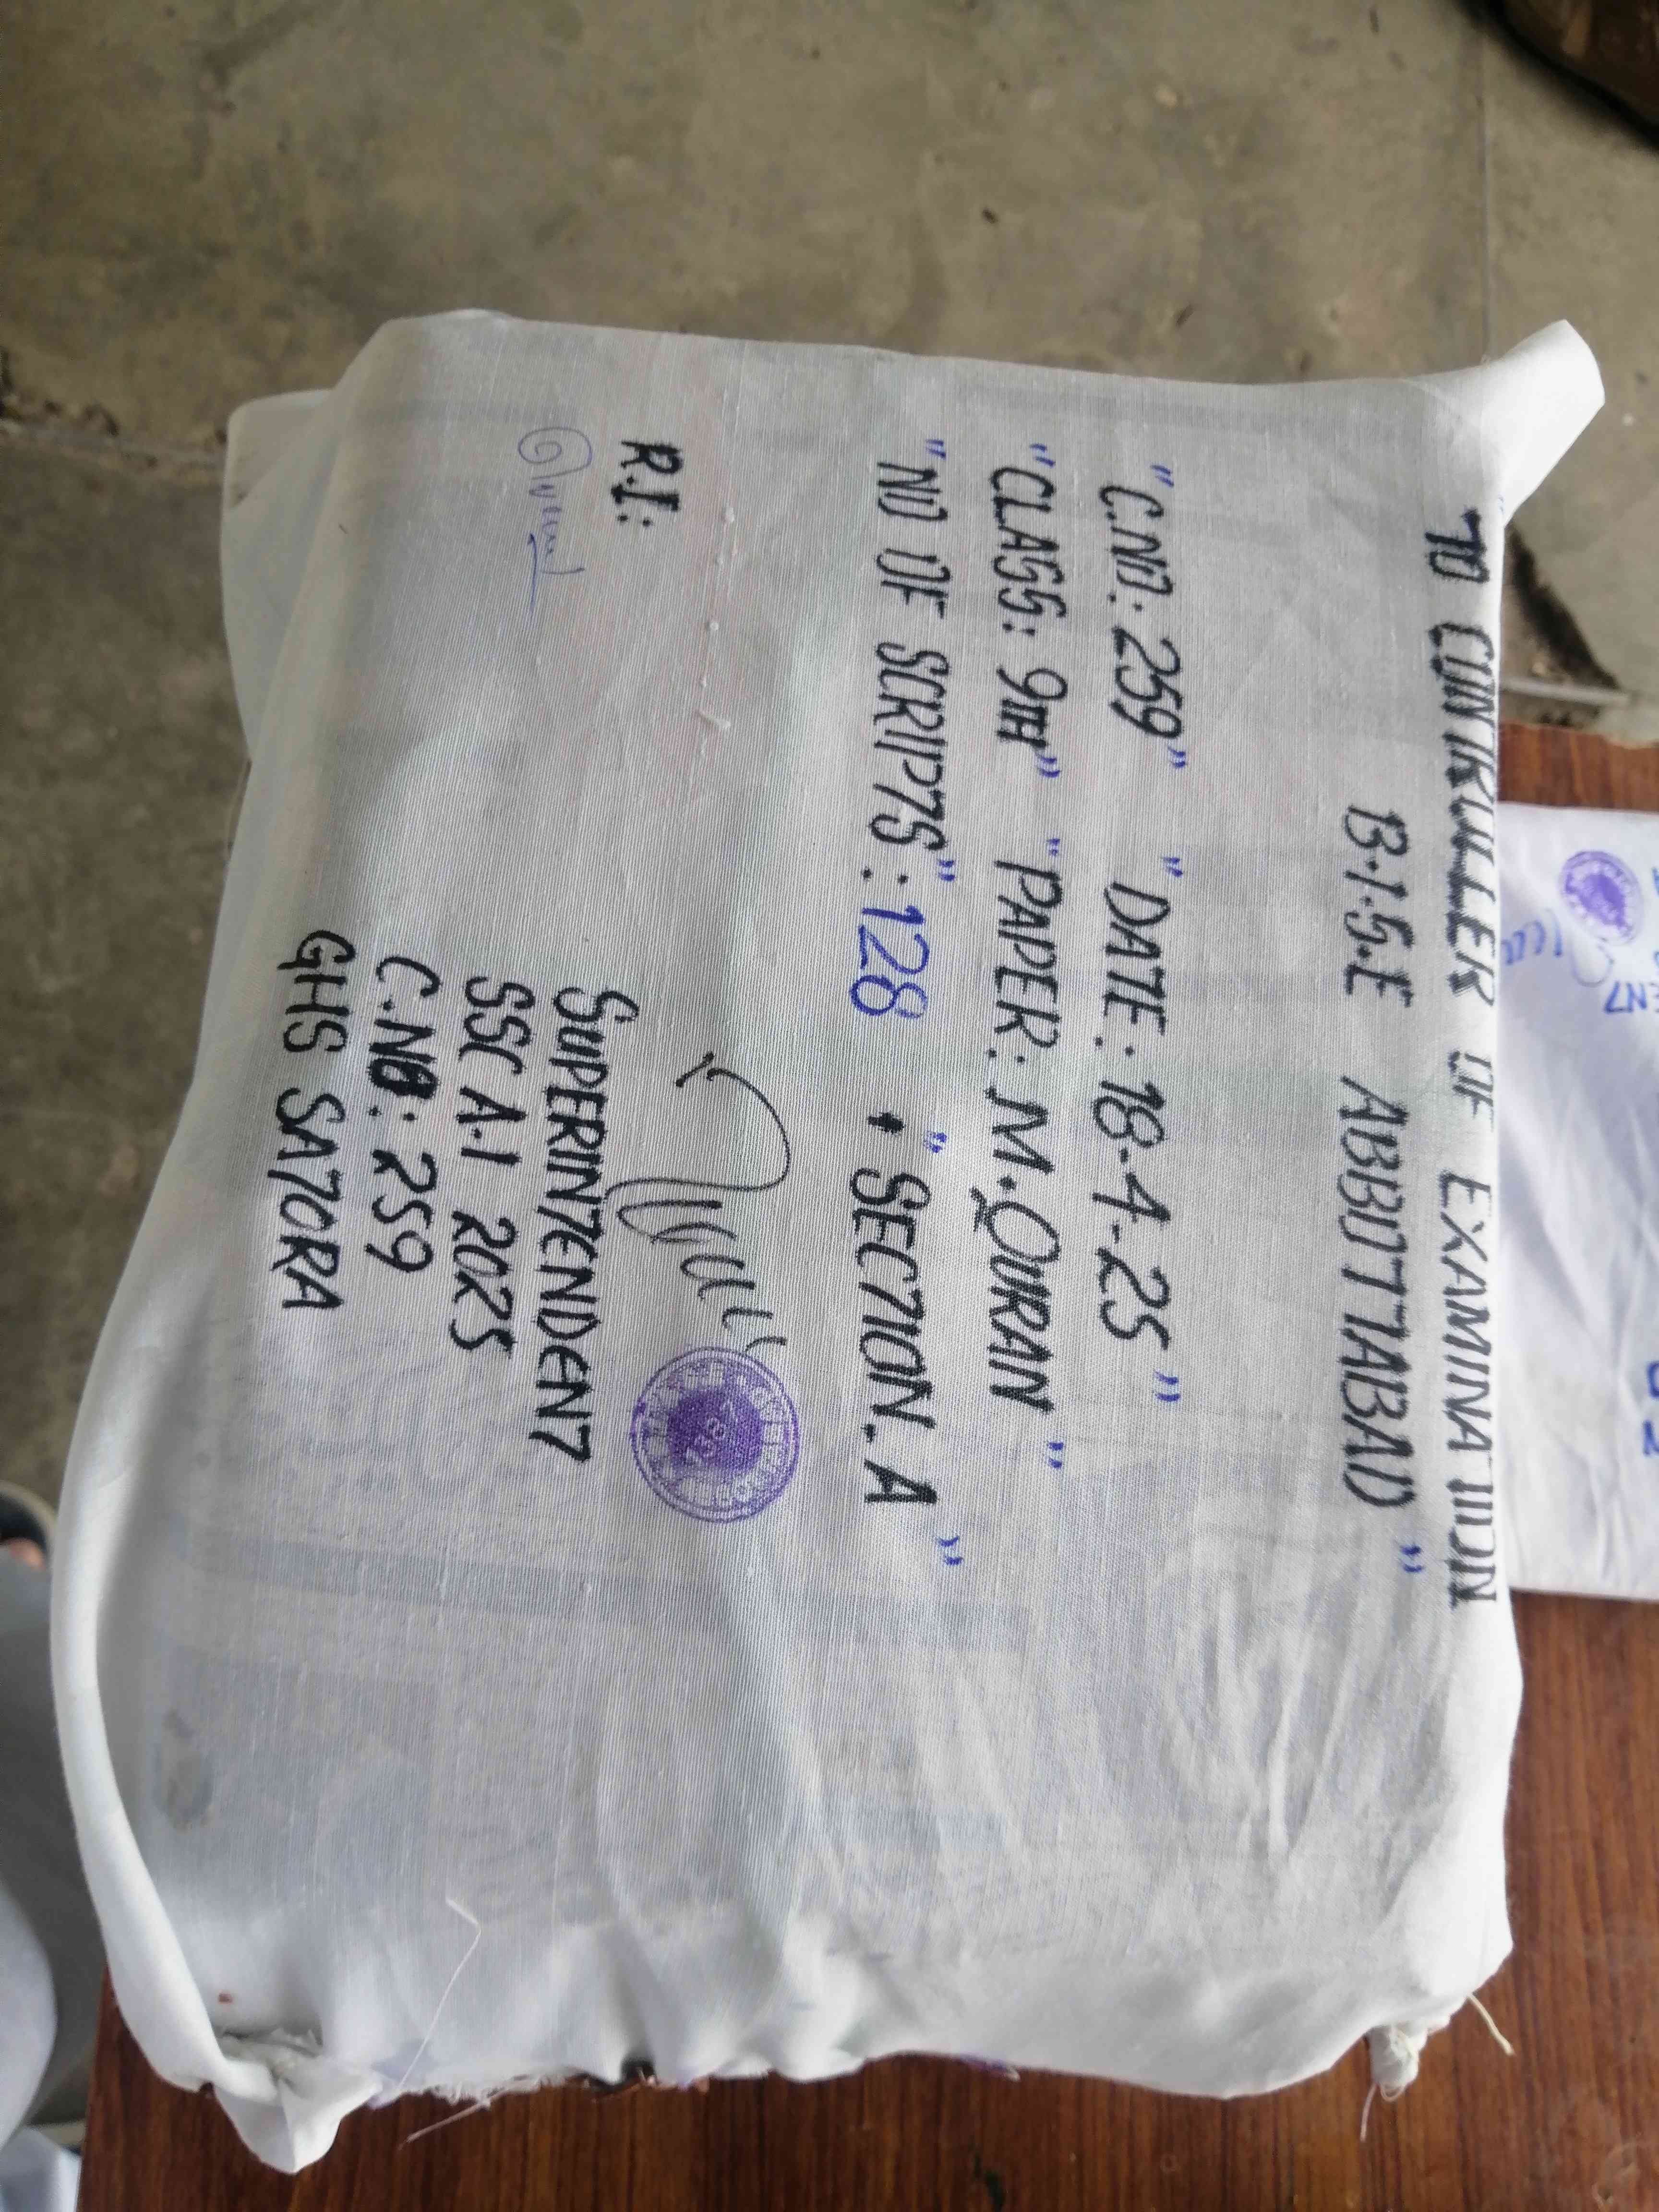 TO CONTROLLER OF EXAMINATION
B.I.S.E ABBOTTABAD"
"C.NO: 259" "DATE: 18-4-25"
"CLASS: 9TH" "PAPER: M.QURAN"
"NO OF SCRIPTS": 128 "SECTION-A"
R.I:
SUPERINTENDENT
SSC A.I 2025
C.NO: 259
GHS SATORA
7387